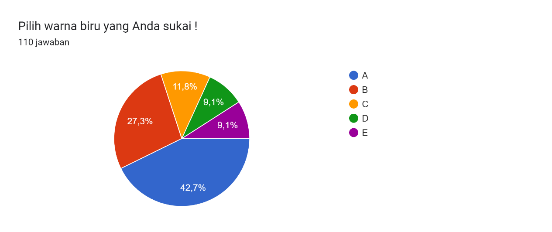 Pilih warna biru yang Anda sukai !
110 jawaban
A
B
C
D
E
11,8%
9,1%
9,1%
27,3%
42,7%